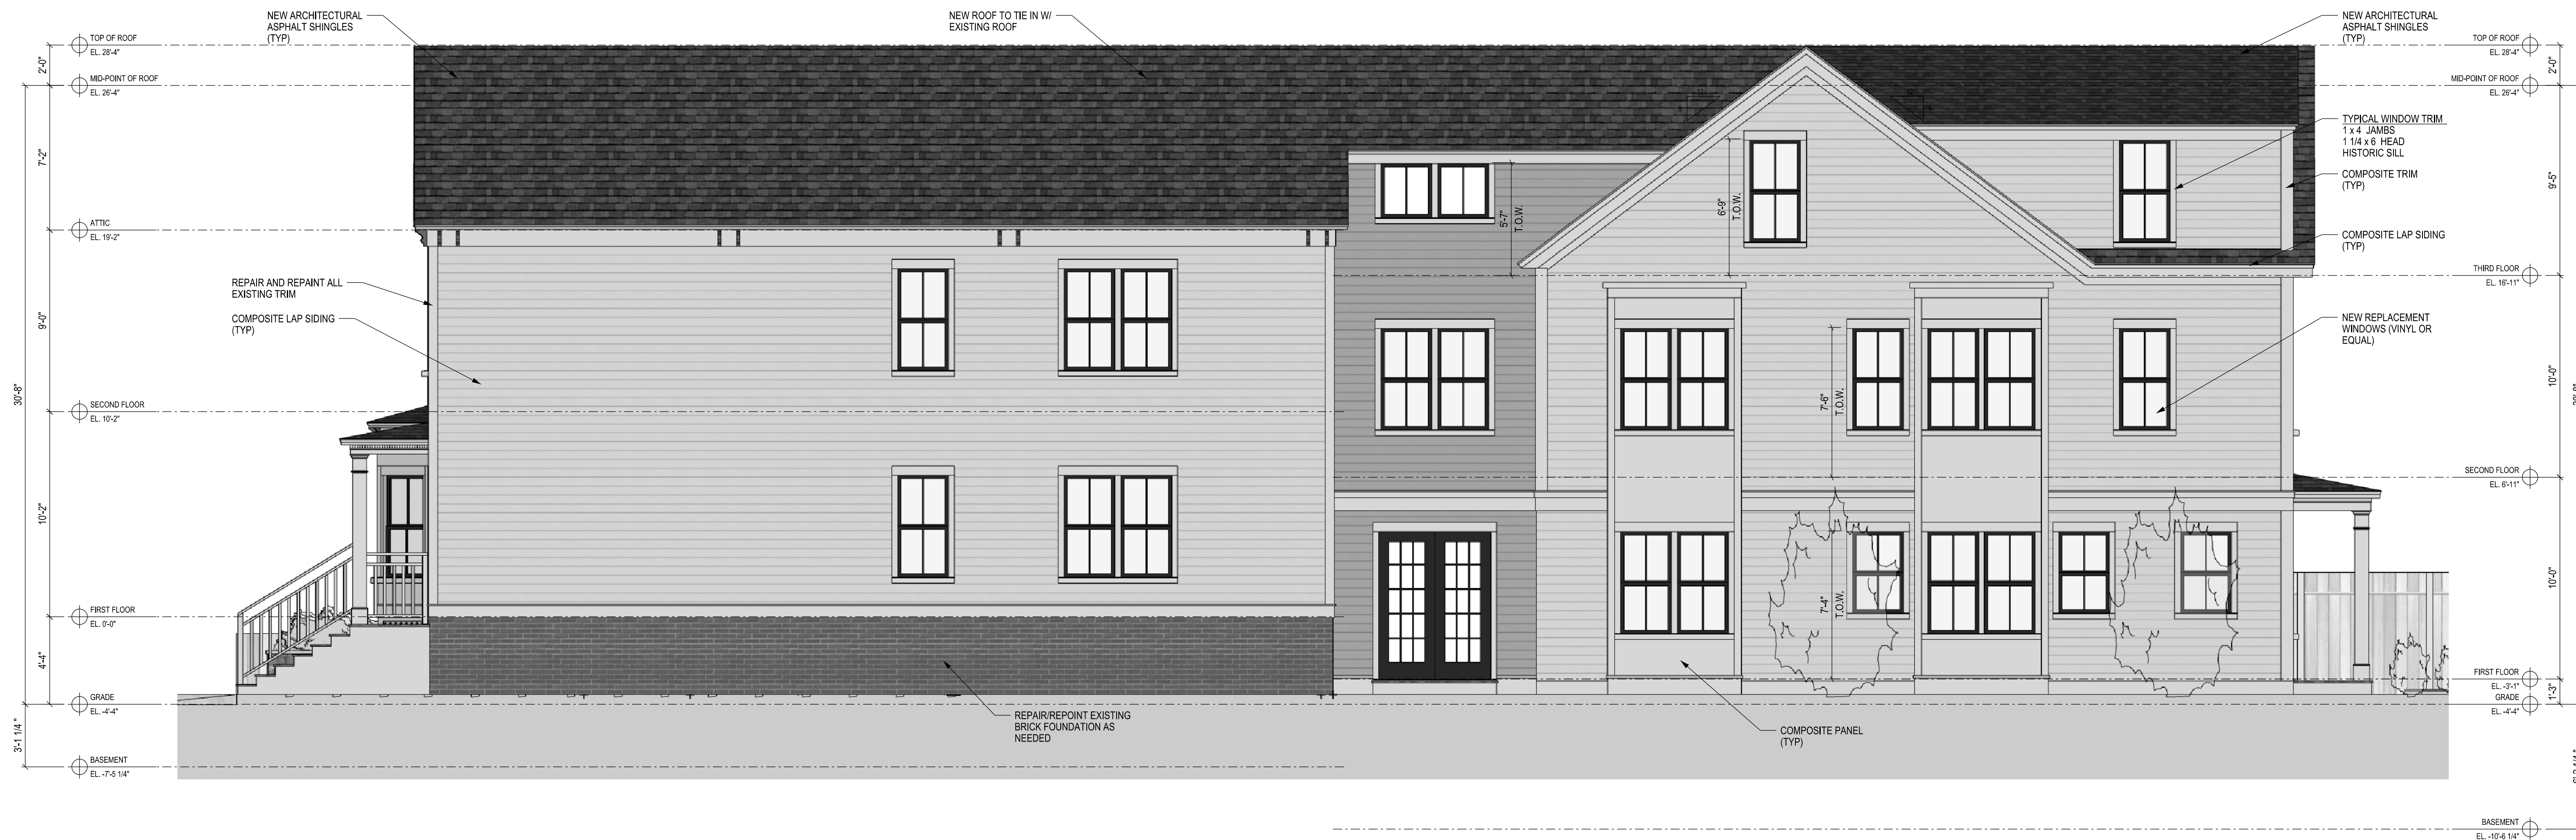 NEW ARCHITECTURAL
ASPHALT SHINGLES
(TYP)
NEW ROOF TO TIE IN W/
EXISTING ROOF
NEW ARCHITECTURAL
ASPHALT SHINGLES
(TYP)
TOP OF ROOF
EL. 28'-4"
MID-POINT OF ROOF
EL. 26'-4"
ATTIC
EL. 19'-2"
SECOND FLOOR
EL. 10'-2"
FIRST FLOOR
EL. 0'-0"
GRADE
EL. -4'-4"
BASEMENT
EL. -7'-5 1/4"
2'-0"
7'-2"
9'-0"
10'-2"
4'-4"
30'-8"
3'-1 1/4"
REPAIR AND REPAINT ALL
EXISTING TRIM
COMPOSITE LAP SIDING
(TYP)
REPAIR/REPOINT EXISTING
BRICK FOUNDATION AS
NEEDED
5'-7"
T.O.W.
6'-9"
T.O.W.
7'-6"
T.O.W.
7'-4"
T.O.W.
COMPOSITE PANEL
(TYP)
TYPICAL WINDOW TRIM
1 x 4 JAMBS
1 1/4 x 6 HEAD
HISTORIC SILL
COMPOSITE TRIM
(TYP)
COMPOSITE LAP SIDING
(TYP)
NEW REPLACEMENT
WINDOWS (VINYL OR
EQUAL)
TOP OF ROOF
EL. 28'-4"
MID-POINT OF ROOF
EL. 26'-4"
THIRD FLOOR
EL. 16'-11"
SECOND FLOOR
EL. 6'-11"
FIRST FLOOR
EL. -3'-1"
GRADE
EL. -4'-4"
BASEMENT
EL. -10'-6 1/4"
2'-0"
9'-5"
10'-0"
10'-0"
1'-3"